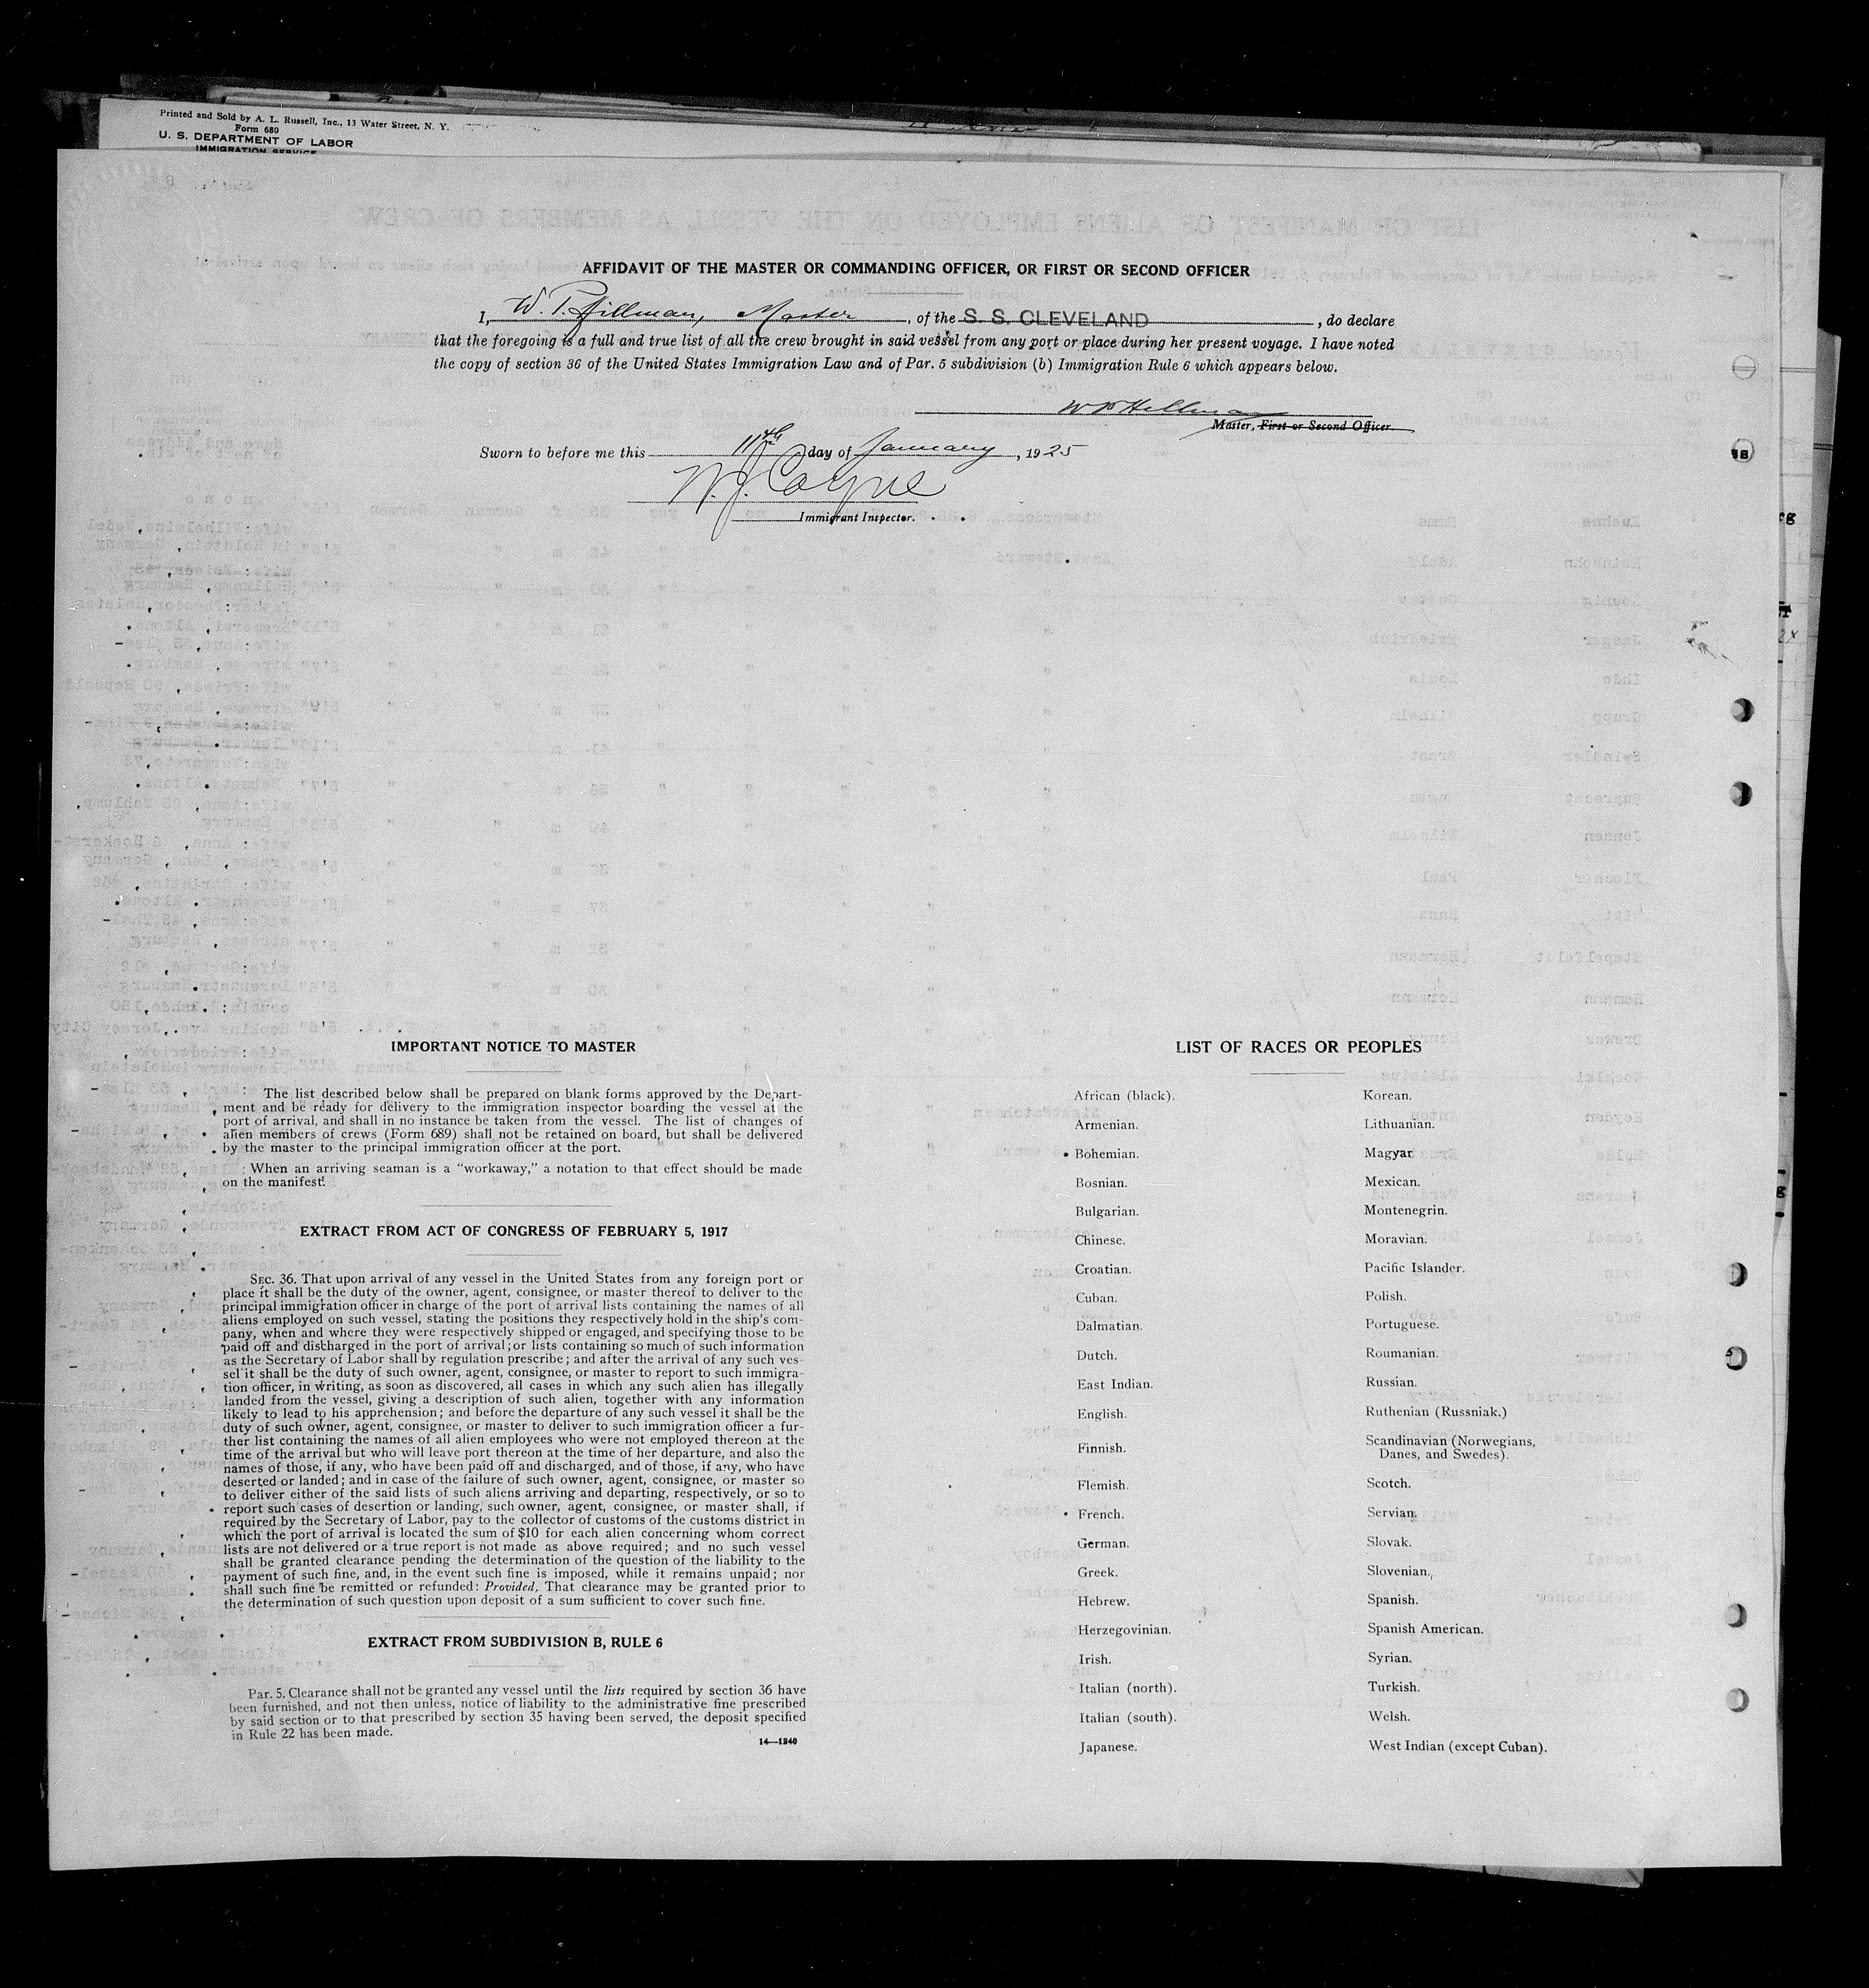 Printed and Sold by A. L. Russell, Inc., 13 Water Street, N. Y.
Form 680
U. S. DEPARTMENT OF LABOR
IMMIGRATION SERVICE
AFFIDAVIT OF THE MASTER OR COMMANDING OFFICER, OR FIRST OR SECOND OFFICER
I, W. P. Hillman, Master, of the S. S. CLEVELAND, do declare
that the foregoing is a full and true list of all the crew brought in said vessel from any port or place during her present voyage. I have noted
the copy of section 36 of the United States Immigration Law and of Par. 5 subdivision (b) Immigration Rule 6 which appears below.
W P Hillman
Master, First or Second Officer.
Sworn to before me this 11th day of January, 1925
W. J. Coyne
Immigrant Inspector.
IMPORTANT NOTICE TO MASTER
The list described below shall be prepared on blank forms approved by the Depart-
ment and be ready for delivery to the immigration inspector boarding the vessel at the
port of arrival, and shall in no instance be taken from the vessel. The list of changes of
alien members of crews (Form 689) shall not be retained on board, but shall be delivered
by the master to the principal immigration officer at the port.
When an arriving seaman is a “workaway,” a notation to that effect should be made
on the manifest.
EXTRACT FROM ACT OF CONGRESS OF FEBRUARY 5, 1917
SEC. 36. That upon arrival of any vessel in the United States from any foreign port or
place it shall be the duty of the owner, agent, consignee, or master thereof to deliver to the
principal immigration officer in charge of the port of arrival lists containing the names of all
aliens employed on such vessel, stating the positions they respectively hold in the ship's com-
pany, when and where they were respectively shipped or engaged, and specifying those to be
paid off and discharged in the port of arrival; or lists containing so much of such information
as the Secretary of Labor shall by regulation prescribe; and after the arrival of any such ves-
sel it shall be the duty of such owner, agent, consignee, or master to report to such immigra-
tion officer, in writing, as soon as discovered, all cases in which any such alien has illegally
landed from the vessel, giving a description of such alien, together with any information
likely to lead to his apprehension; and before the departure of any such vessel it shall be the
duty of such owner, agent, consignee, or master to deliver to such immigration officer a fur-
ther list containing the names of all alien employees who were not employed thereon at the
time of the arrival but who will leave port thereon at the time of her departure, and also the
names of those, if any, who have been paid off and discharged, and of those, if any, who have
deserted or landed; and in case of the failure of such owner, agent, consignee, or master so
to deliver either of the said lists of such aliens arriving and departing, respectively, or so to
report such cases of desertion or landing, such owner, agent, consignee, or master shall, if
required by the Secretary of Labor, pay to the collector of customs of the customs district in
which the port of arrival is located the sum of $10 for each alien concerning whom correct
lists are not delivered or a true report is not made as above required; and no such vessel
shall be granted clearance pending the determination of the question of the liability to the
payment of such fine, and, in the event such fine is imposed, while it remains unpaid; nor
shall such fine be remitted or refunded: Provided, That clearance may be granted prior to
the determination of such question upon deposit of a sum sufficient to cover such fine.
EXTRACT FROM SUBDIVISION B, RULE 6
Par. 5. Clearance shall not be granted any vessel until the lists required by section 36 have
been furnished, and not then unless, notice of liability to the administrative fine prescribed
by said section or to that prescribed by section 35 having been served, the deposit specified
in Rule 22 has been made.
14—1240
LIST OF RACES OR PEOPLES
African (black).
Armenian.
Bohemian.
Bosnian.
Bulgarian.
Chinese.
Croatian.
Cuban.
Dalmatian.
Dutch.
East Indian.
English.
Finnish.
Flemish.
French.
German.
Greek.
Hebrew.
Herzegovinian.
Irish.
Italian (north).
Italian (south).
Japanese.
Korean.
Lithuanian.
Magyar
Mexican.
Montenegrin.
Moravian.
Pacific Islander.
Polish.
Portuguese.
Roumanian.
Russian.
Ruthenian (Russniak.)
Scandinavian (Norwegians,
Danes, and Swedes).
Scotch.
Servian.
Slovak.
Slovenian.
Spanish.
Spanish American.
Syrian.
Turkish.
Welsh.
West Indian (except Cuban).